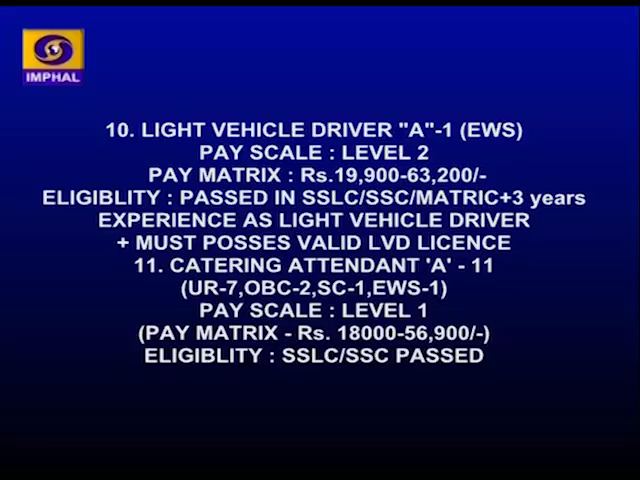 IMPHAL
10. LIGHT VEHICLE DRIVER "A"-1 (EWS)
PAY SCALE : LEVEL 2
PAY MATRIX : Rs.19,900-63,200/-
ELIGIBLITY : PASSED IN SSLC/SSC/MATRIC+3 years
EXPERIENCE AS LIGHT VEHICLE DRIVER
+ MUST POSSES VALID LVD LICENCE
11. CATERING ATTENDANT 'A' - 11
(UR-7,OBC-2,SC-1,EWS-1)
PAY SCALE : LEVEL 1
(PAY MATRIX - Rs. 18000-56,900/-)
ELIGIBLITY : SSLC/SSC PASSED